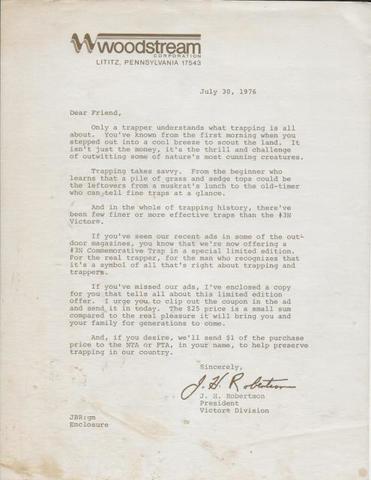 Woodstream
CORPORATION
LITITZ, PENNSYLVANIA 17543
July 30, 1976
Dear Friend,
Only a trapper understands what trapping is all
about. You've known from the first morning when you
stepped out into a cool breeze to scout the land. It
isn't just the money, it's the thrill and challenge
of outwitting some of nature's most cunning creatures.
Trapping takes savvy. From the beginner who
learns that a pile of grass and sedge tops could be
the leftovers from a muskrat's lunch to the old-timer
who can tell fine traps at a glance.
And in the whole of trapping history, there've
been few finer or more effective traps than the #3N
Victor®.
If you've seen our recent ads in some of the out-
door magazines, you know that we're now offering a
#3N Commemorative Trap in a special limited edition.
For the real trapper, for the man who recognizes that
it's a symbol of all that's right about trapping and
trappers.
If you've missed our ads, I've enclosed a copy
for you that tells all about this limited edition
offer. I urge you to clip out the coupon in the ad
and send it in today. The $25 price is a small sum
compared to the real pleasure it will bring you and
your family for generations to come.
And, if you desire, we'll send $1 of the purchase
price to the NTA or FTA, in your name, to help preserve
trapping in our country.
Sincerely,
J. H. Robertson
J. H. Robertson
President
Victor® Division
JBR:gm
Enclosure